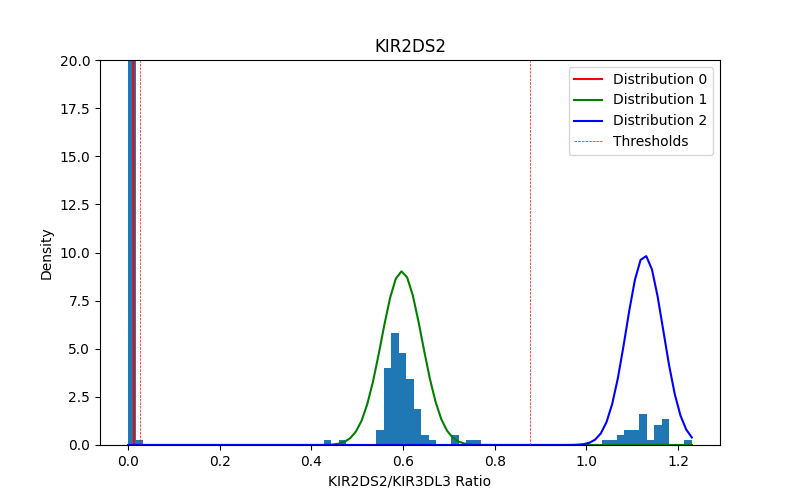 KIR2DS2
20.0
17.5
15.0
12.5
10.0
7.5
5.0
2.5
0.0
Density
0.0 0.2 0.4 0.6 0.8 1.0 1.2
KIR2DS2/KIR3DL3 Ratio
Distribution 0
Distribution 1
Distribution 2
Thresholds